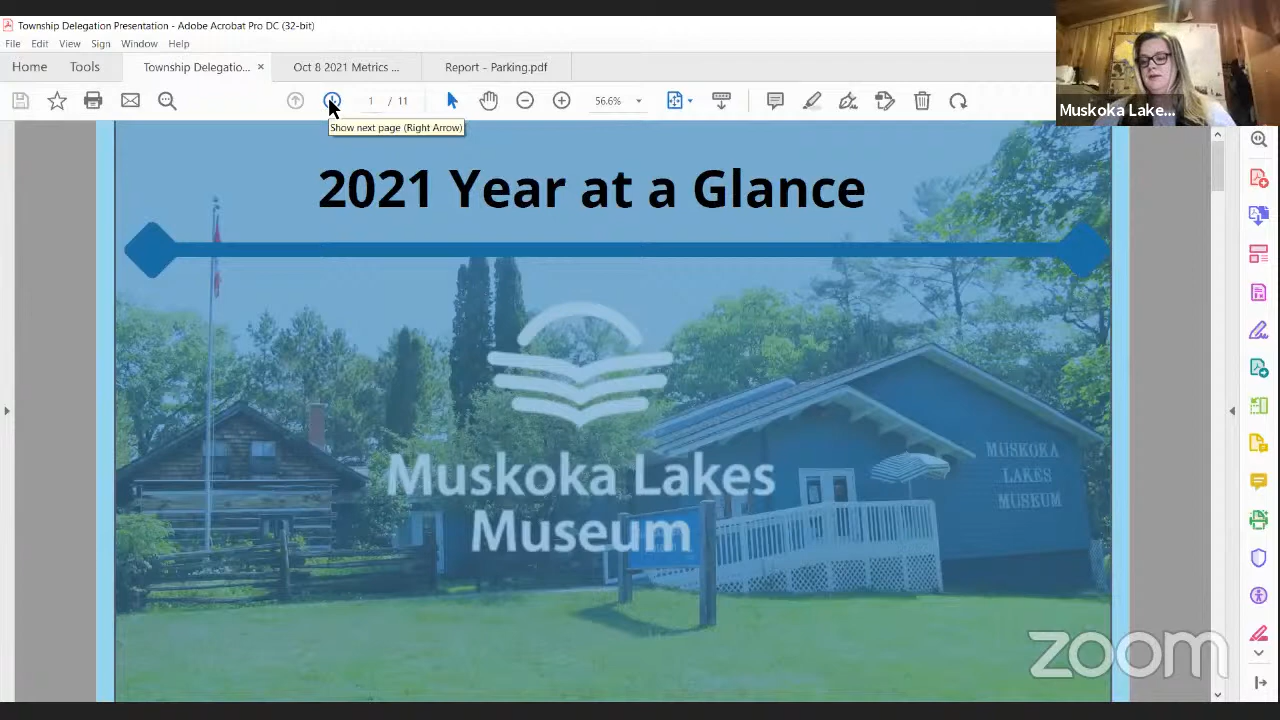 Township Delegation Presentation - Adobe Acrobat Pro DC (32-bit)
File Edit View Sign Window Help
Home Tools Township Delegatio... × Oct 8 2021 Metrics ... Report - Parking.pdf
1 / 11 56.6%
Show next page (Right Arrow)
Muskoka Lake...
2021 Year at a Glance
Muskoka Lakes
Museum
MUSKOKA
LAKES
MUSEUM
zoom